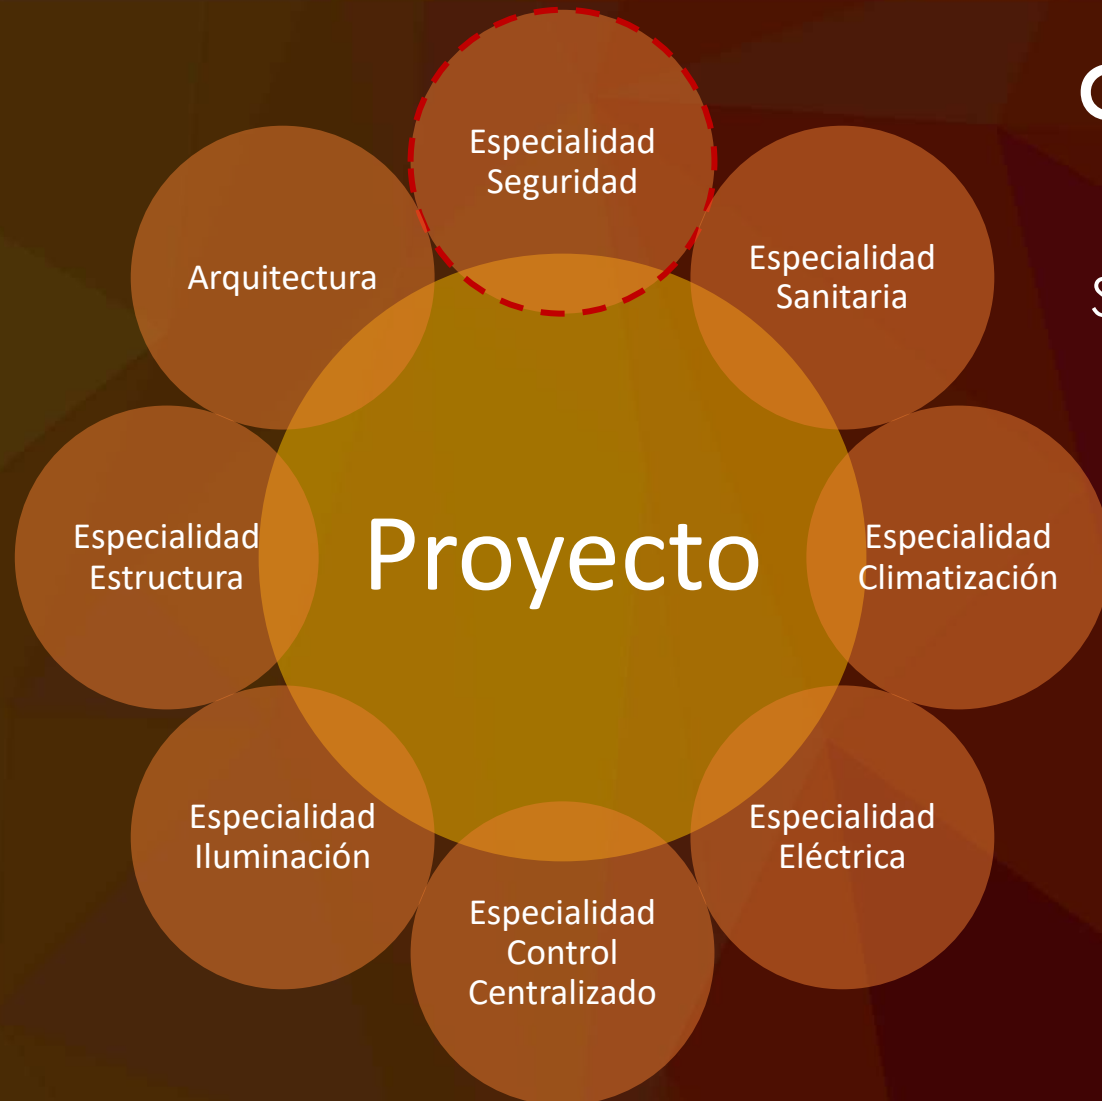 Especialidad
Seguridad
Especialidad
Sanitaria
Arquitectura
Especialidad
Estructura
Proyecto
Especialidad
Climatización
Especialidad
Iluminación
Especialidad
Eléctrica
Especialidad
Control
Centralizado